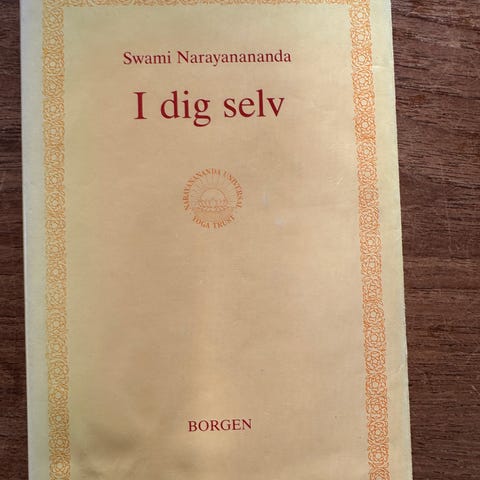 Swami Narayanananda
I dig selv
NARAYANANANDA UNIVERSAL
YOGA TRUST
BORGEN